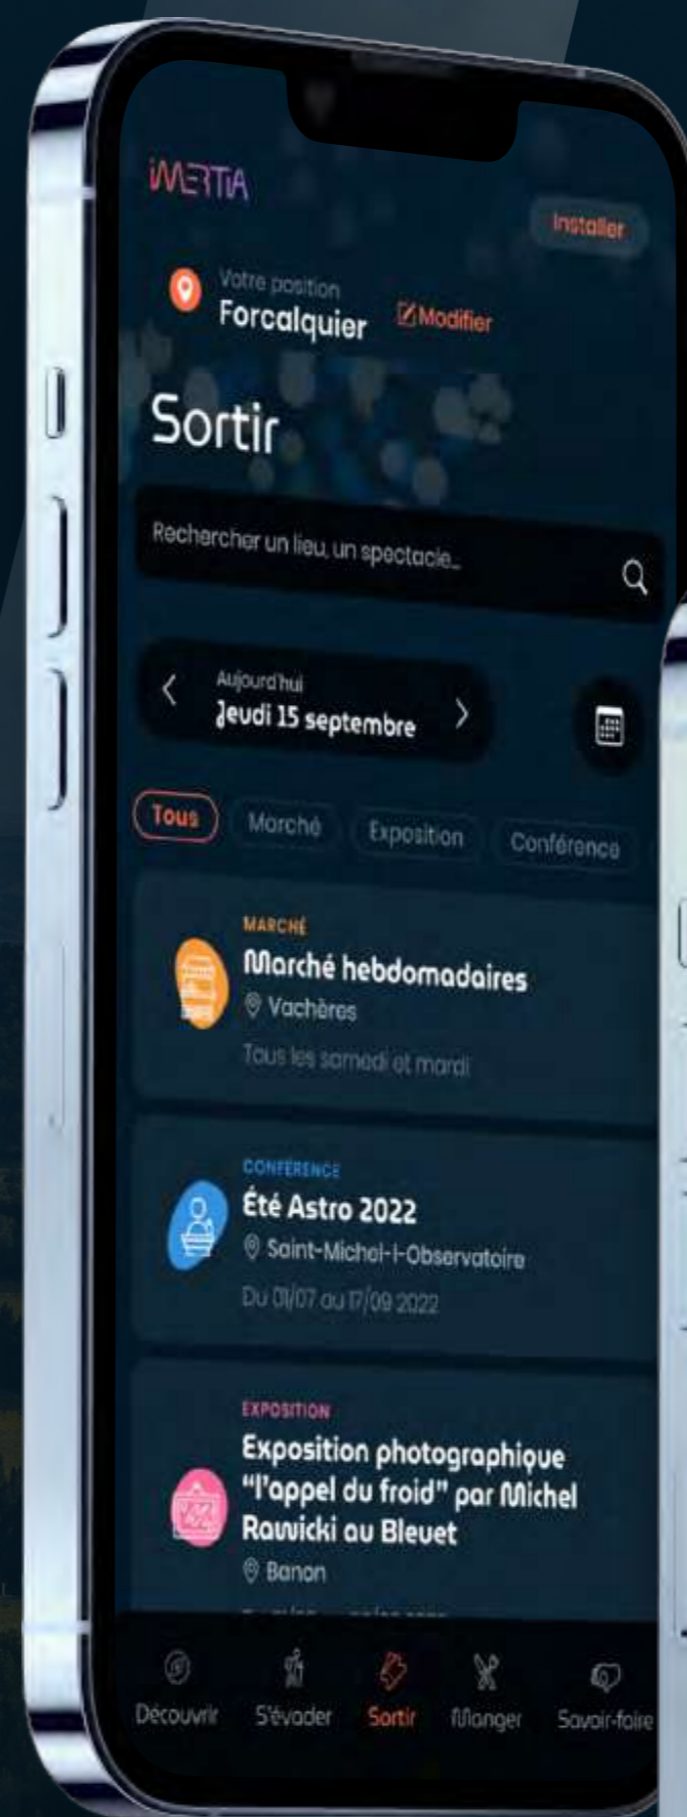 iMERTiA
Installer
Votre position
Forcalquier
Modifier
Sortir
Rechercher un lieu, un spectacle...
Aujourd'hui
Jeudi 15 septembre
Tous
Marché
Exposition
Conférence
MARCHÉ
Marché hebdomadaires
Vachères
Tous les samedi et mardi
CONFÉRENCE
Été Astro 2022
Saint-Michel-l-Observatoire
Du 01/07 au 17/09 2022
EXPOSITION
Exposition photographique
"l'appel du froid" par Michel
Rawicki au Bleuet
Banon
Découvrir
S'évader
Sortir
Manger
Savoir-faire